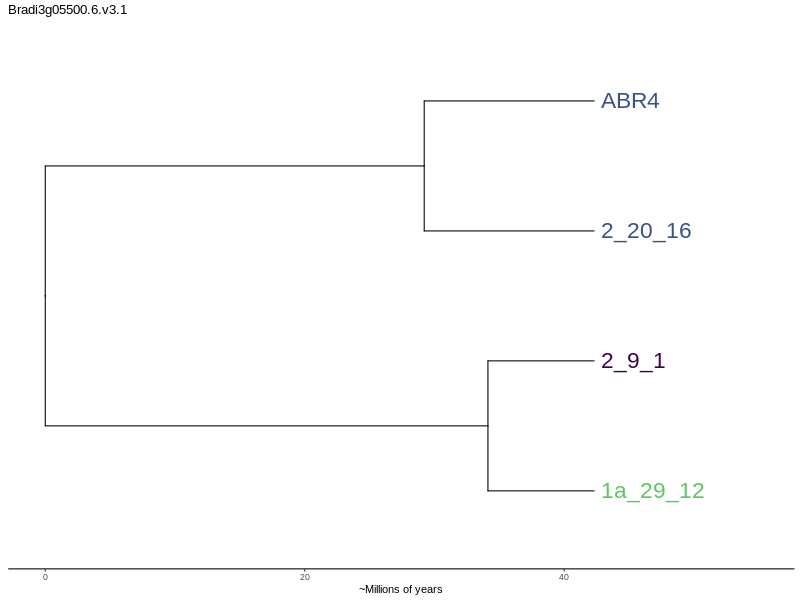 Bradi3g05500.6.v3.1
ABR4
2_20_16
2_9_1
1a_29_12
0 20 40
~Millions of years